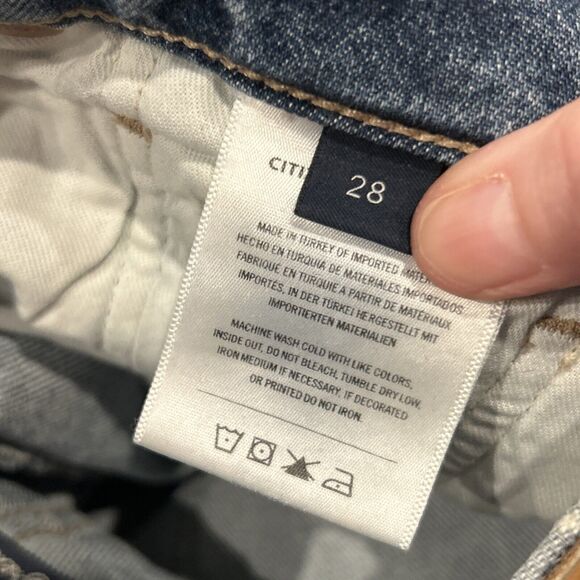 CITI
28
MADE IN TURKEY OF IMPORTED MATER
HECHO EN TURQUIA DE MATERIALES IMPORTADOS
FABRIQUE EN TURQUIE A PARTIR DE MATERIAUX
IMPORTÉS, IN DER TÜRKEI HERGESTELLT MIT
IMPORTIERTEN MATERIALIEN
MACHINE WASH COLD WITH LIKE COLORS,
INSIDE OUT, DO NOT BLEACH, TUMBLE DRY LOW,
IRON MEDIUM IF NECESSARY, IF DECORATED
OR PRINTED DO NOT IRON.